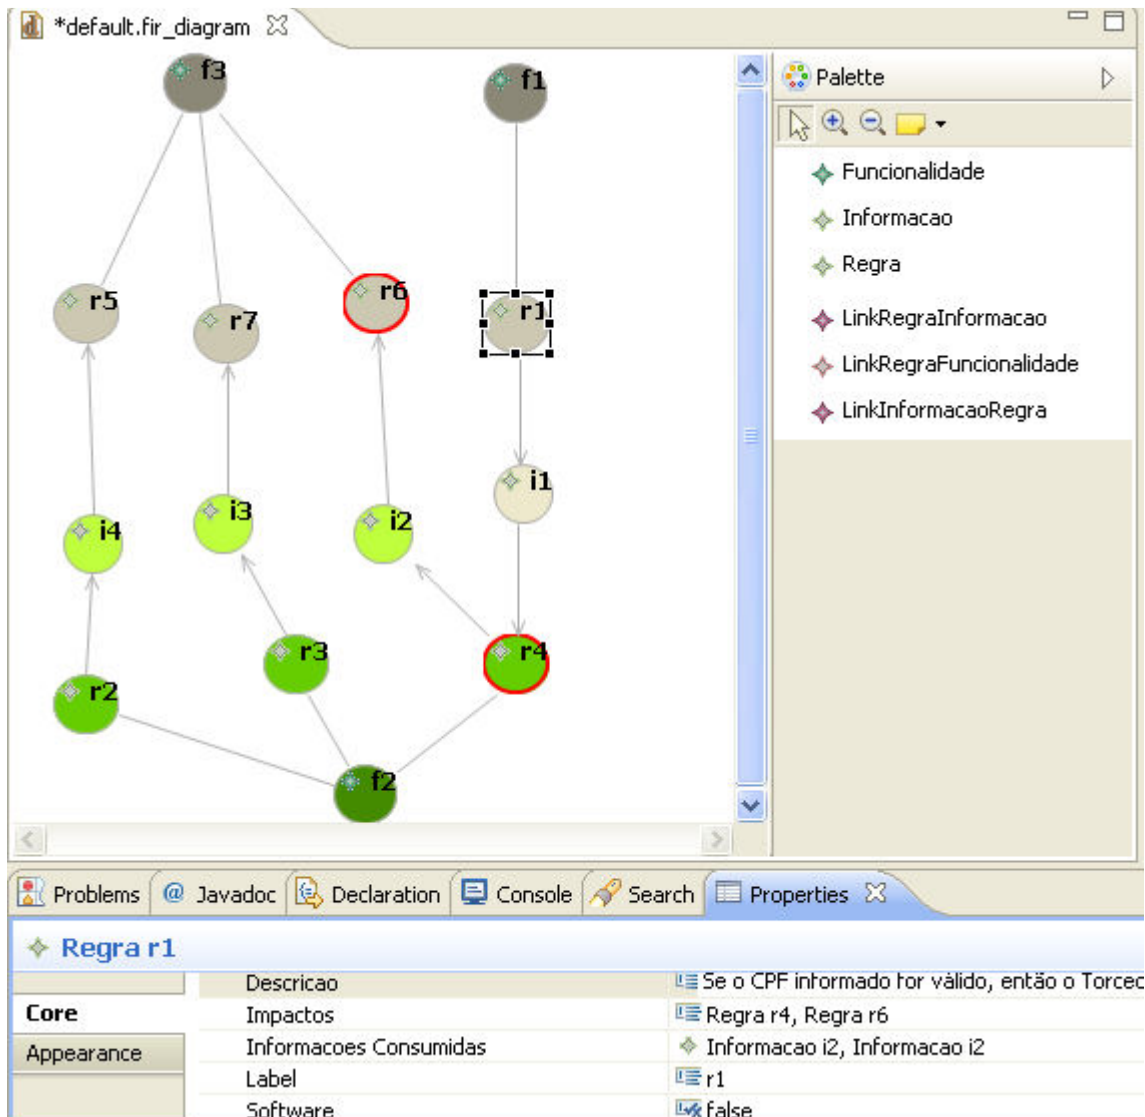 *default.fir_diagram
f3
f1
Palette
Funcionalidade
Informacao
Regra
LinkRegraInformacao
LinkRegraFuncionalidade
LinkInformacaoRegra
r5
r7
r6
r1
i4
i3
i2
i1
r2
r3
r4
f2
Problems @ Javadoc Declaration Console Search Properties
Regra r1
Descricao Se o CPF informado for válido, então o Torced
Core Impactos Regra r4, Regra r6
Appearance Informacoes Consumidas Informacao i2, Informacao i2
Label r1
Software false